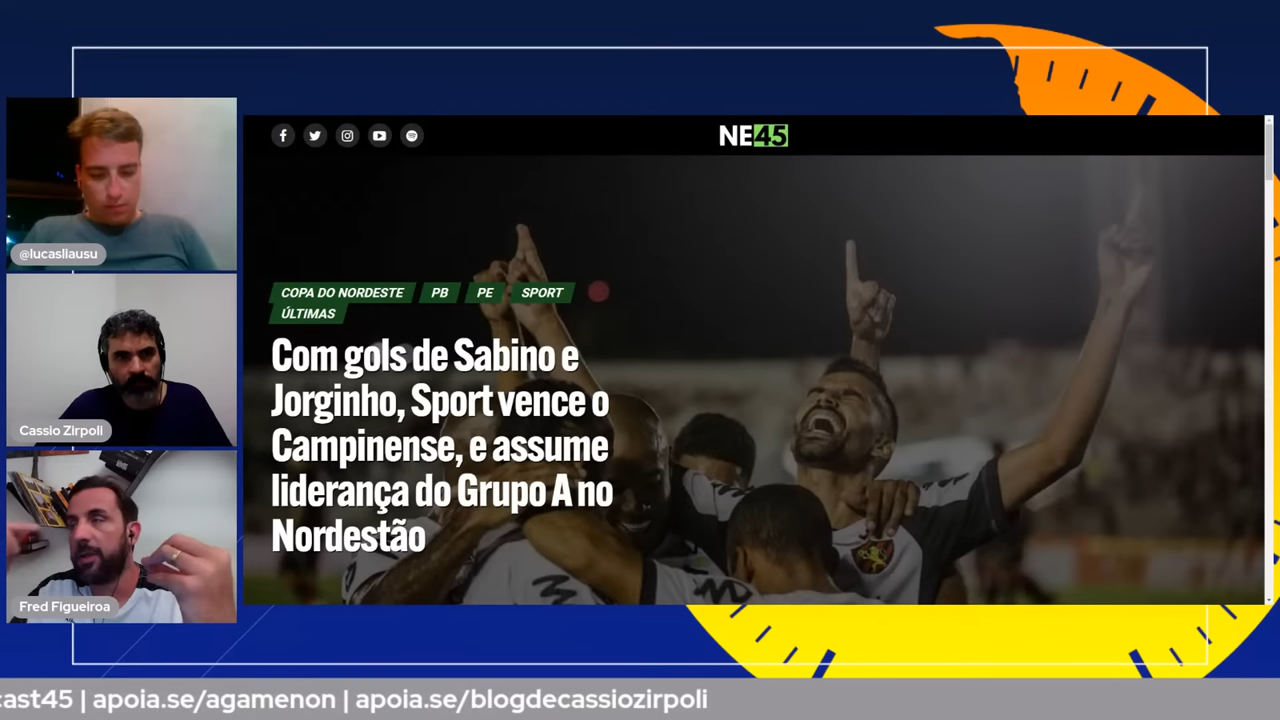 @lucasllausu
Cassio Zirpoli
Fred Figueiroa
NE45
COPA DO NORDESTE PB PE SPORT
ÚLTIMAS
Com gols de Sabino e
Jorginho, Sport vence o
Campinense, e assume
liderança do Grupo A no
Nordestão
cast45 | apoia.se/agamenon | apoia.se/blogdecassiozirpoli